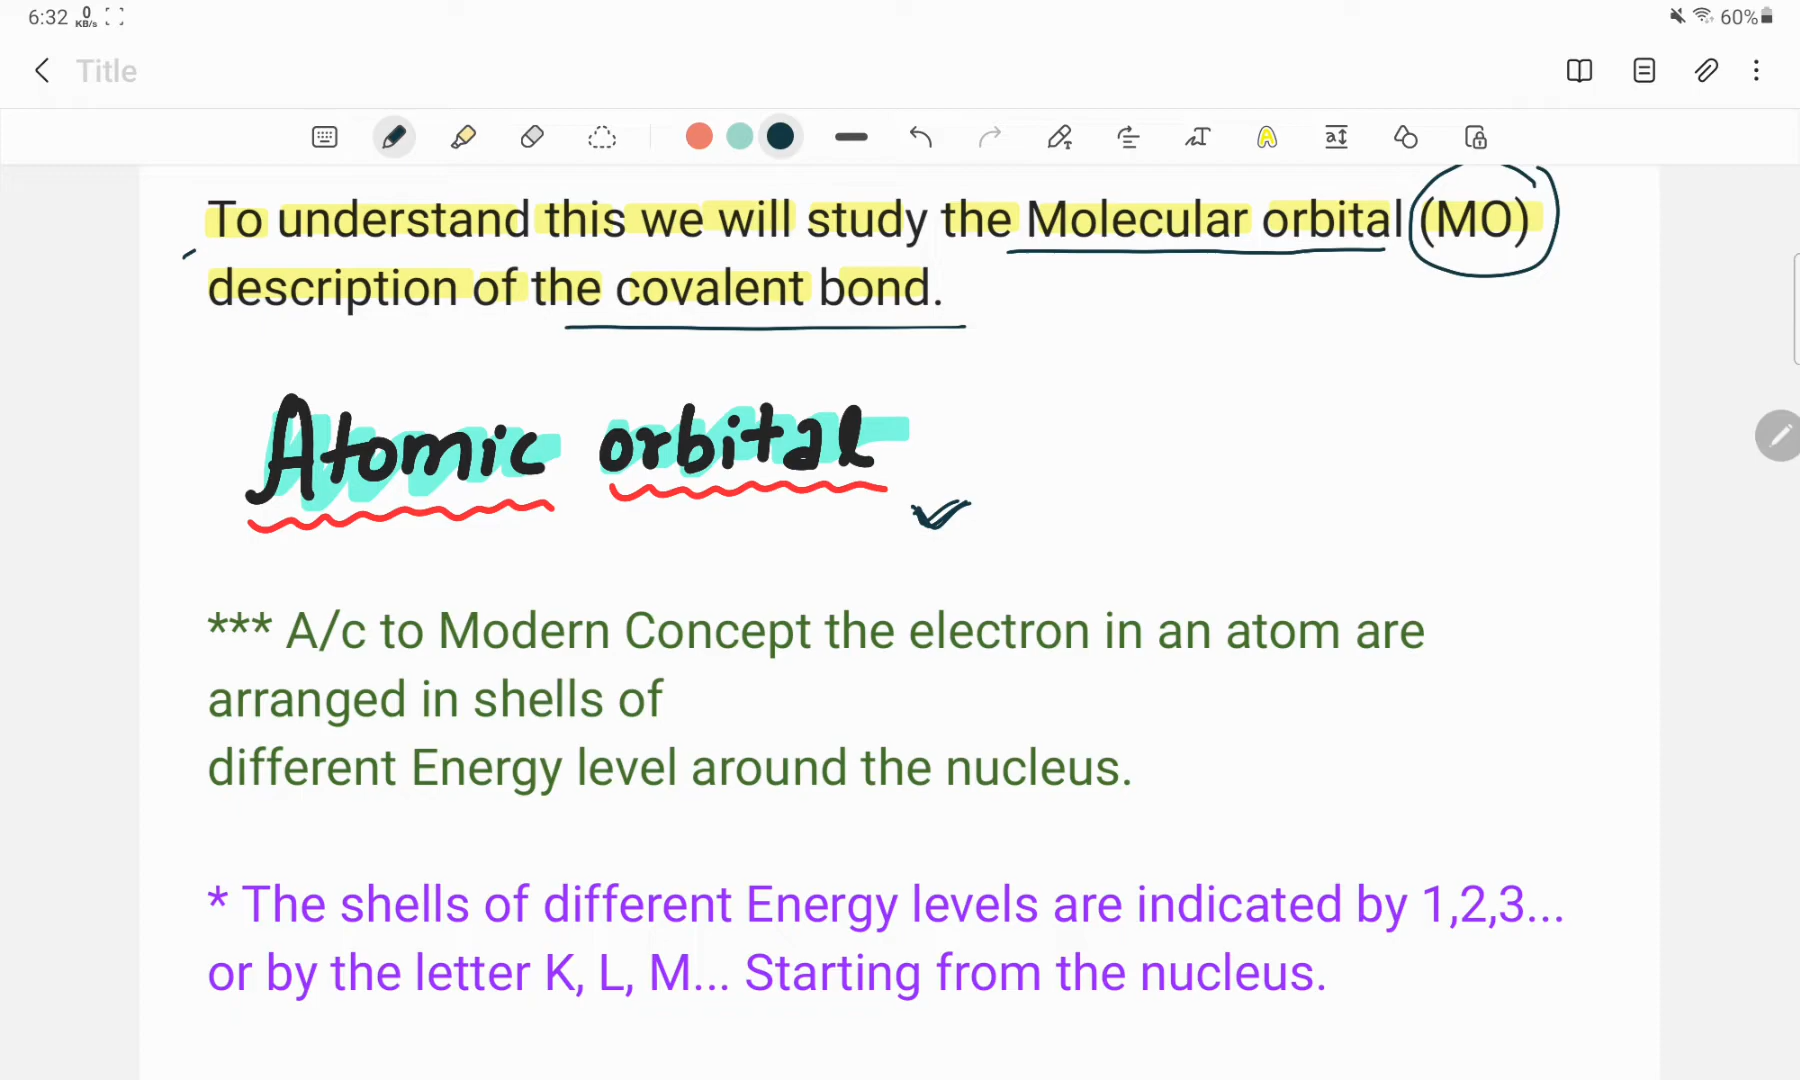 6:32 0 KB/s 60%
Title
To understand this we will study the Molecular orbital (MO)
description of the covalent bond.
Atomic orbital
*** A/c to Modern Concept the electron in an atom are
arranged in shells of
different Energy level around the nucleus.
* The shells of different Energy levels are indicated by 1,2,3...
or by the letter K, L, M... Starting from the nucleus.